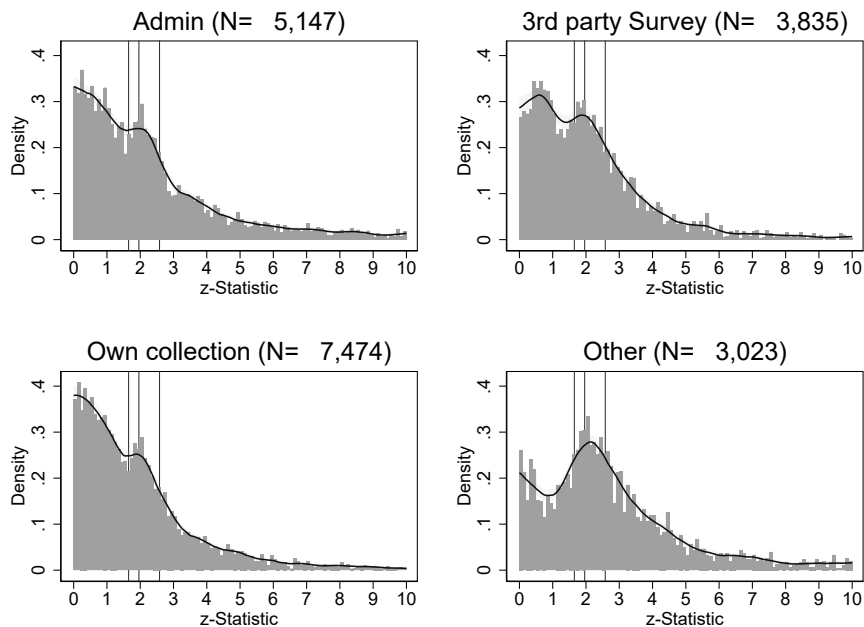 Admin (N= 5,147)
Density
.4
.3
.2
.1
0
0 1 2 3 4 5 6 7 8 9 10
z-Statistic
3rd party Survey (N= 3,835)
Density
.4
.3
.2
.1
0
0 1 2 3 4 5 6 7 8 9 10
z-Statistic
Own collection (N= 7,474)
Density
.4
.3
.2
.1
0
0 1 2 3 4 5 6 7 8 9 10
z-Statistic
Other (N= 3,023)
Density
.4
.3
.2
.1
0
0 1 2 3 4 5 6 7 8 9 10
z-Statistic